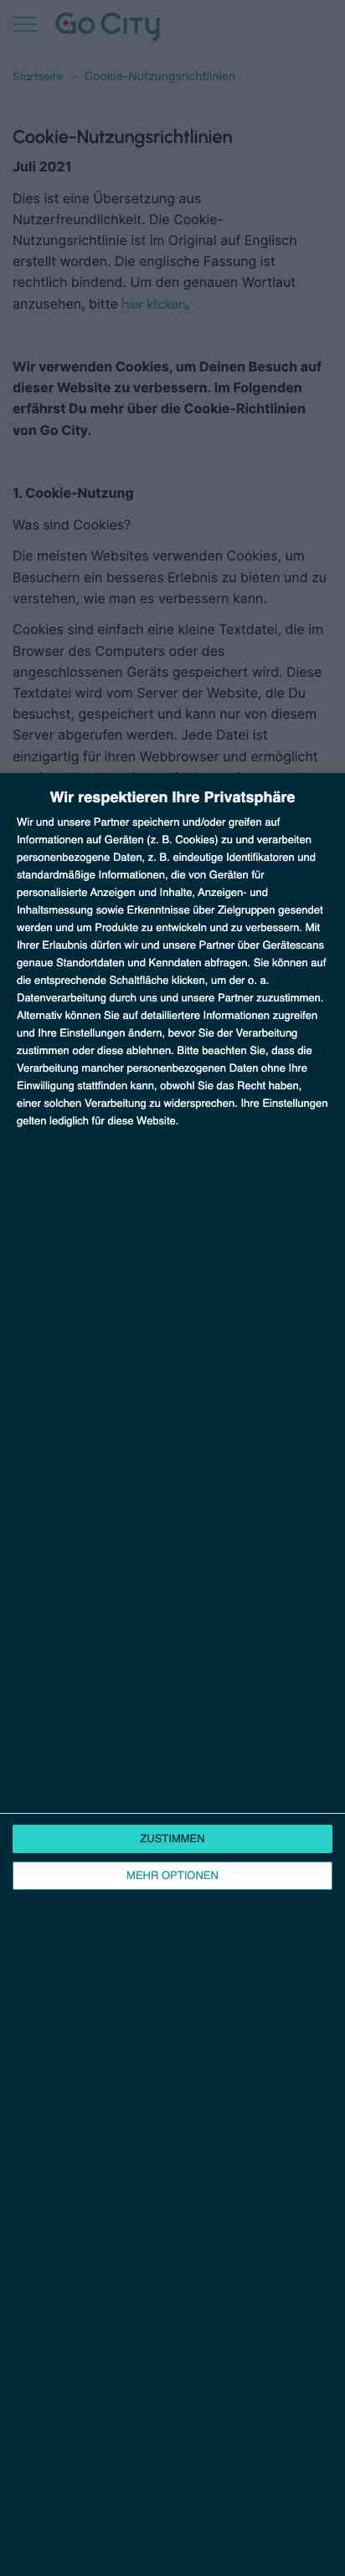 Go City
Startseite > Cookie-Nutzungsrichtlinien
Cookie-Nutzungsrichtlinien
Juli 2021
Dies ist eine Übersetzung aus
Nutzerfreundlichkeit. Die Cookie-
Nutzungsrichtlinie ist im Original auf Englisch
erstellt worden. Die englische Fassung ist
rechtlich bindend. Um den genauen Wortlaut
anzusehen, bitte hier klicken.
Wir verwenden Cookies, um Deinen Besuch auf
dieser Website zu verbessern. Im Folgenden
erfährst Du mehr über die Cookie-Richtlinien
von Go City.
1. Cookie-Nutzung
Was sind Cookies?
Die meisten Websites verwenden Cookies, um
Besuchern ein besseres Erlebnis zu bieten und zu
verstehen, wie man es verbessern kann.
Cookies sind einfach eine kleine Textdatei, die im
Browser des Computers oder des
angeschlossenen Geräts gespeichert wird. Diese
Textdatei wird vom Server der Website, die Du
besuchst, gespeichert und kann nur von diesem
Server abgerufen werden. Jede Datei ist
einzigartig für ihren Webbrowser und ermöglicht
Wir respektieren Ihre Privatsphäre
Wir und unsere Partner speichern und/oder greifen auf
Informationen auf Geräten (z. B. Cookies) zu und verarbeiten
personenbezogene Daten, z. B. eindeutige Identifikatoren und
standardmäßige Informationen, die von Geräten für
personalisierte Anzeigen und Inhalte, Anzeigen- und
Inhaltsmessung sowie Erkenntnisse über Zielgruppen gesendet
werden und um Produkte zu entwickeln und zu verbessern. Mit
Ihrer Erlaubnis dürfen wir und unsere Partner über Gerätescans
genaue Standortdaten und Kenndaten abfragen. Sie können auf
die entsprechende Schaltfläche klicken, um der o. a.
Datenverarbeitung durch uns und unsere Partner zuzustimmen.
Alternativ können Sie auf detailliertere Informationen zugreifen
und Ihre Einstellungen ändern, bevor Sie der Verarbeitung
zustimmen oder diese ablehnen. Bitte beachten Sie, dass die
Verarbeitung mancher personenbezogenen Daten ohne Ihre
Einwilligung stattfinden kann, obwohl Sie das Recht haben,
einer solchen Verarbeitung zu widersprechen. Ihre Einstellungen
gelten lediglich für diese Website.
ZUSTIMMEN
MEHR OPTIONEN